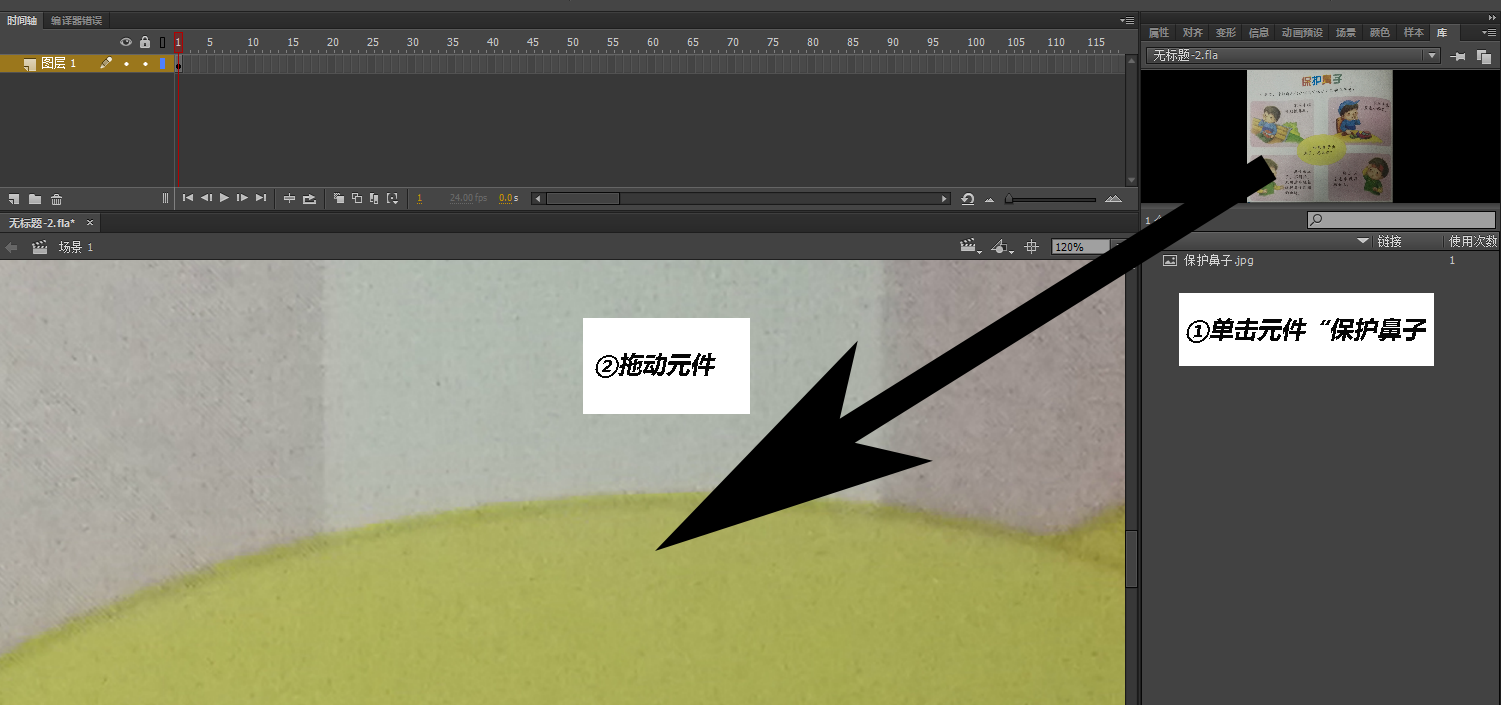 时间轴 编译器错误
1 5 10 15 20 25 30 35 40 45 50 55 60 65 70 75 80 85 90 95 100 105 110 115
图层 1
1 24.00 fps 0.0 s
无标题-2.fla* ×
场景 1
120%
②拖动元件
属性 对齐 变形 信息 动画预设 场景 颜色 样本 库
无标题-2.fla
保护鼻子
1
链接 使用次数
保护鼻子.jpg 1
①单击元件“保护鼻子